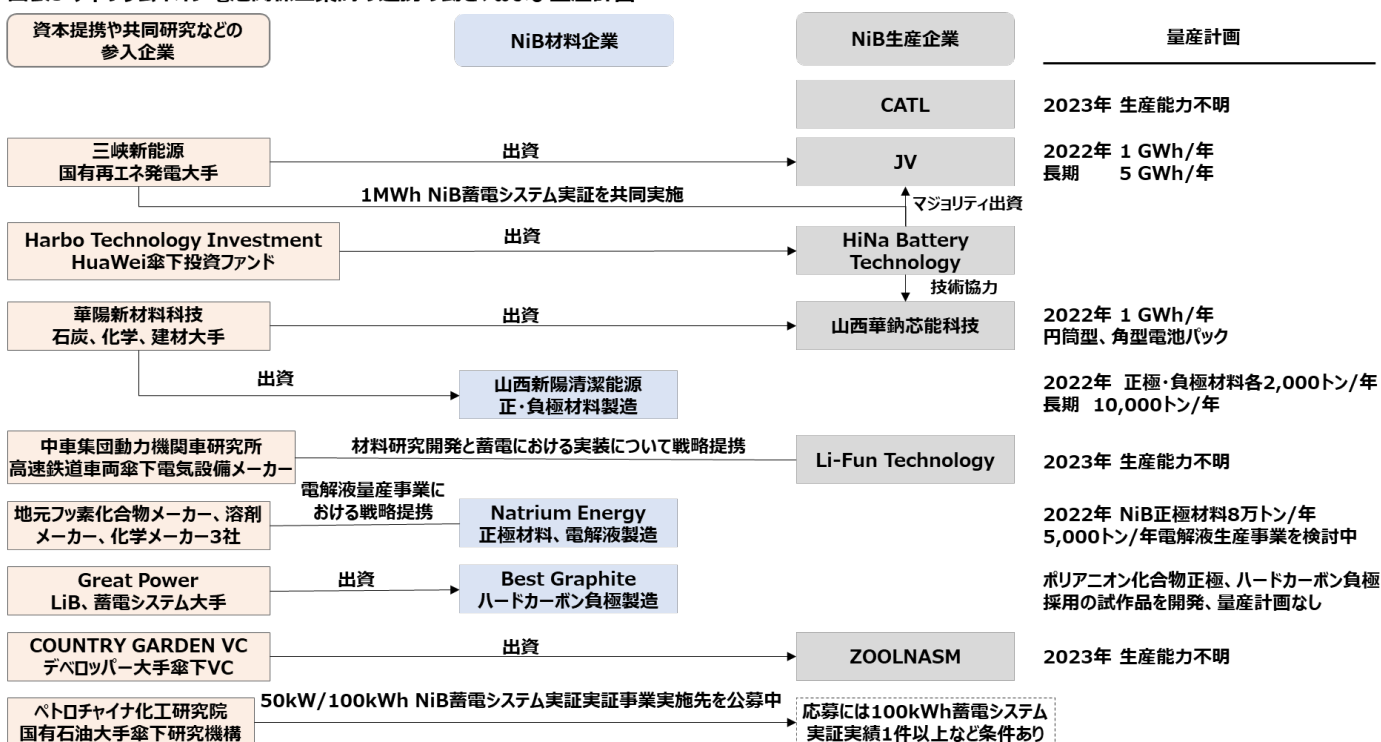 資本提携や共同研究などの
参入企業
NiB材料企業
NiB生産企業
量産計画
CATL
2023年 生産能力不明
三峡新能源
国有再エネ発電大手
出資
JV
2022年 1 GWh/年
長期 5 GWh/年
1MWh NiB蓄電システム実証を共同実施
マジョリティ出資
Harbo Technology Investment
HuaWei傘下投資ファンド
出資
HiNa Battery
Technology
技術協力
華陽新材料科技
石炭、化学、建材大手
出資
山西華鈉芯能科技
2022年 1 GWh/年
円筒型、角型電池パック
出資
山西新陽清潔能源
正・負極材料製造
2022年 正極・負極材料各2,000トン/年
長期 10,000トン/年
中車集団動力機関車研究所
高速鉄道車両傘下電気設備メーカー
材料研究開発と蓄電における実装について戦略提携
Li-Fun Technology
2023年 生産能力不明
電解液量産事業に
おける戦略提携
地元フッ素化合物メーカー、溶剤
メーカー、化学メーカー3社
Natrium Energy
正極材料、電解液製造
2022年 NiB正極材料8万トン/年
5,000トン/年電解液生産事業を検討中
Great Power
LiB、蓄電システム大手
出資
Best Graphite
ハードカーボン負極製造
ポリアニオン化合物正極、ハードカーボン負極
採用の試作品を開発、量産計画なし
COUNTRY GARDEN VC
デベロッパー大手傘下VC
出資
ZOOLNASM
2023年 生産能力不明
ペトロチャイナ化工研究院
国有石油大手傘下研究機構
50kW/100kWh NiB蓄電システム実証実証事業実施先を公募中
応募には100kWh蓄電システム
実証実績1件以上など条件あり